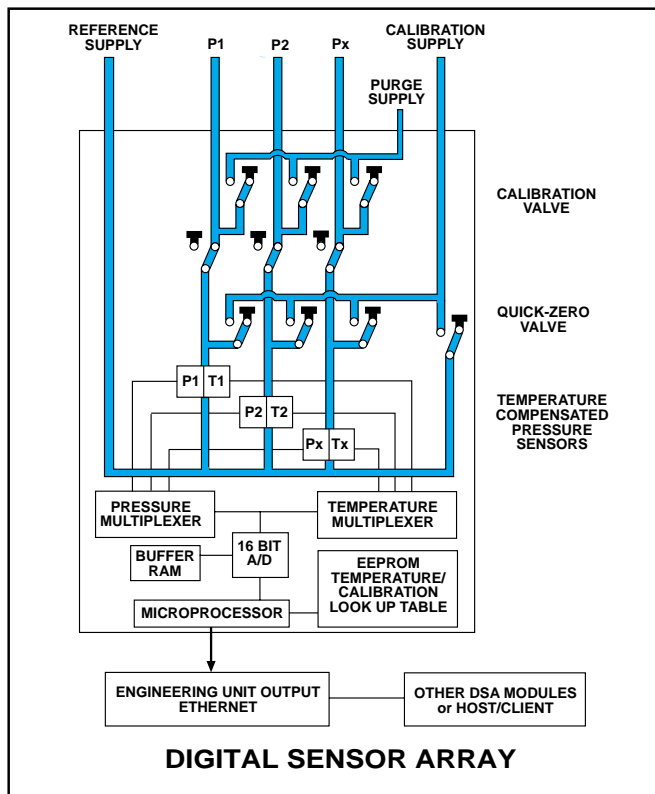 REFERENCE
SUPPLY
P1
P2
Px
CALIBRATION
SUPPLY
PURGE
SUPPLY
CALIBRATION
VALVE
QUICK-ZERO
VALVE
P1 T1
P2 T2
Px Tx
TEMPERATURE
COMPENSATED
PRESSURE
SENSORS
PRESSURE
MULTIPLEXER
TEMPERATURE
MULTIPLEXER
BUFFER
RAM
16 BIT
A/D
EEPROM
TEMPERATURE/
CALIBRATION
LOOK UP TABLE
MICROPROCESSOR
ENGINEERING UNIT OUTPUT
ETHERNET
OTHER DSA MODULES
or HOST/CLIENT
DIGITAL SENSOR ARRAY